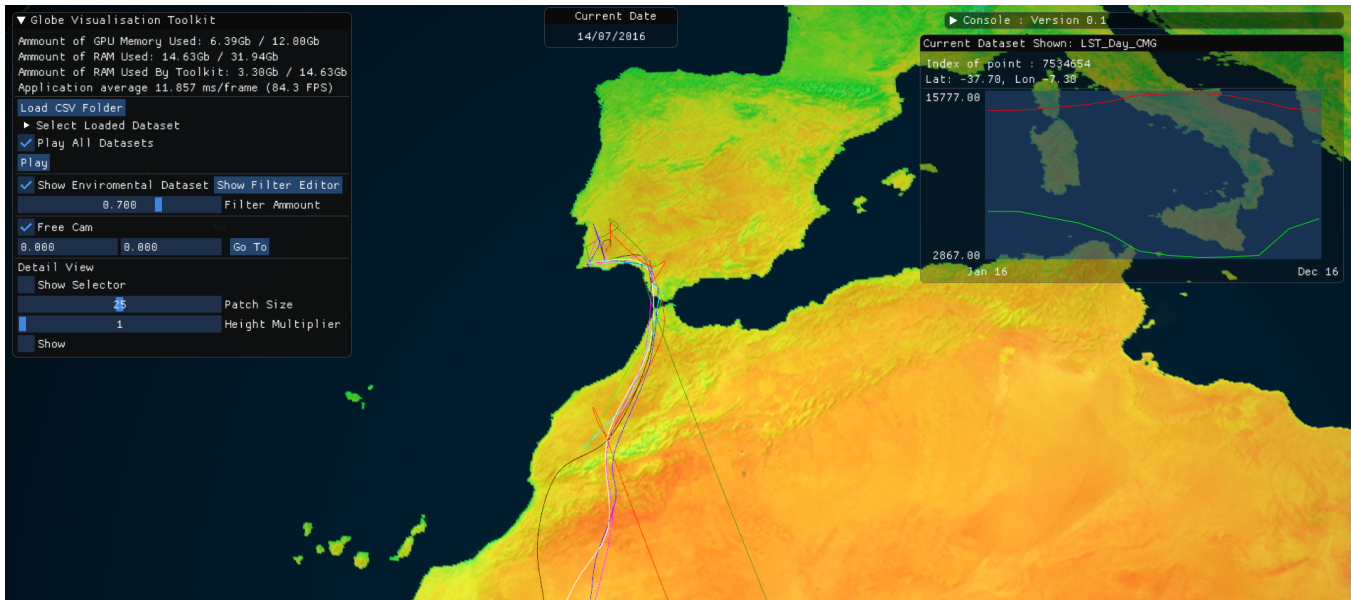 Globe Visualisation Toolkit
Ammount of GPU Memory Used: 6.39Gb / 12.00Gb
Ammount of RAM Used: 14.63Gb / 31.94Gb
Ammount of RAM Used By Toolkit: 3.30Gb / 14.63Gb
Application average 11.857 ms/frame (84.3 FPS)
Load CSV Folder
Select Loaded Dataset
Play All Datasets
Play
Show Enviromental Dataset Show Filter Editor
0.700 Filter Amount
Free Cam
0.000 0.000 Go To
Detail View
Show Selector
25 Patch Size
1 Height Multiplier
Show
Current Date
14/07/2016
Console : Version 0.1
Current Dataset Shown: LST_Day_CMG
Index of point : 7534654
Lat: -37.70, Lon -7.38
15777.00
2867.00
Jan 16 Dec 16